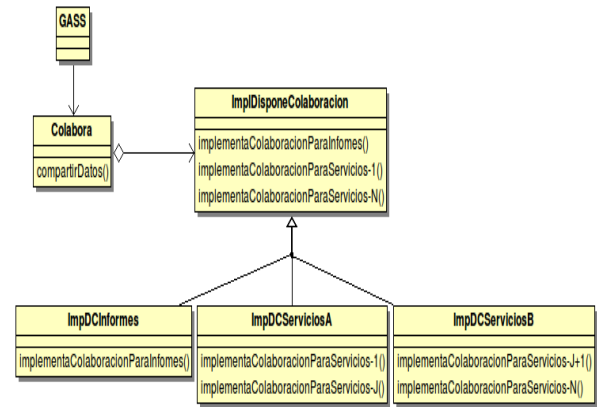 GASS
Colabora
compartirDatos()
ImplDisponeColaboracion
implementaColaboracionParaInfomes()
implementaColaboracionParaServicios-1()
implementaColaboracionParaServicios-N()
ImpDCInformes
implementaColaboracionParaInfomes()
ImpDCServiciosA
implementaColaboracionParaServicios-1()
implementaColaboracionParaServicios-J()
ImpDCServiciosB
implementaColaboracionParaServicios-J+1()
implementaColaboracionParaServicios-N()